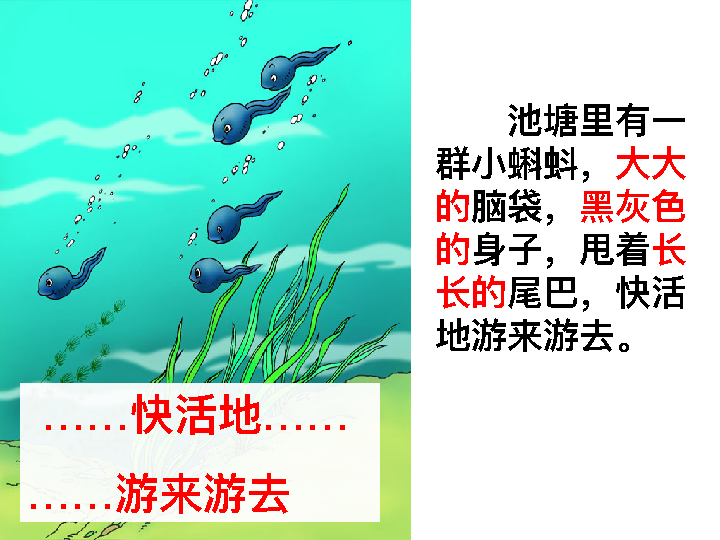 池塘里有一
群小蝌蚪，大大
的脑袋，黑灰色
的身子，甩着长
长的尾巴，快活
地游来游去。
……快活地……
……游来游去